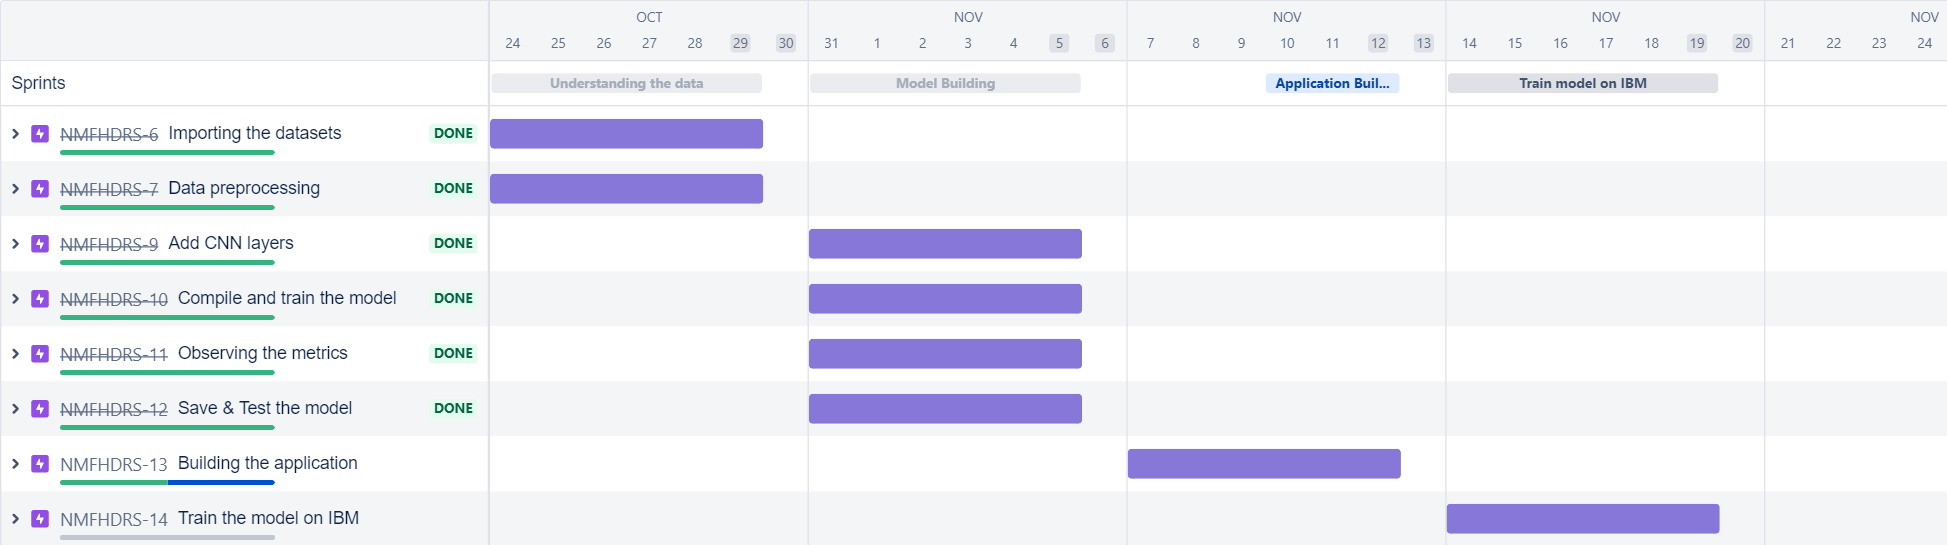 OCT NOV NOV NOV NOV
24 25 26 27 28 29 30 31 1 2 3 4 5 6 7 8 9 10 11 12 13 14 15 16 17 18 19 20 21 22 23 24
Sprints Understanding the data Model Building Application Buil... Train model on IBM
NMFHDRS-6 Importing the datasets DONE
NMFHDRS-7 Data preprocessing DONE
NMFHDRS-9 Add CNN layers DONE
NMFHDRS-10 Compile and train the model DONE
NMFHDRS-11 Observing the metrics DONE
NMFHDRS-12 Save & Test the model DONE
NMFHDRS-13 Building the application
NMFHDRS-14 Train the model on IBM